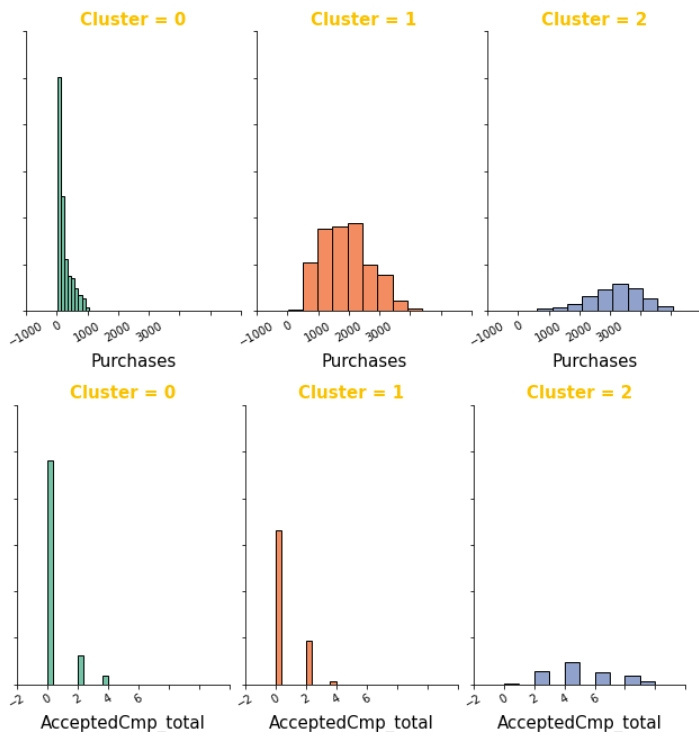 Cluster = 0 Cluster = 1 Cluster = 2
−1000 0 1000 2000 3000 −1000 0 1000 2000 3000 −1000 0 1000 2000 3000
Purchases Purchases Purchases
Cluster = 0 Cluster = 1 Cluster = 2
−2 0 2 4 6 −2 0 2 4 6 −2 0 2 4 6
AcceptedCmp_total AcceptedCmp_total AcceptedCmp_total